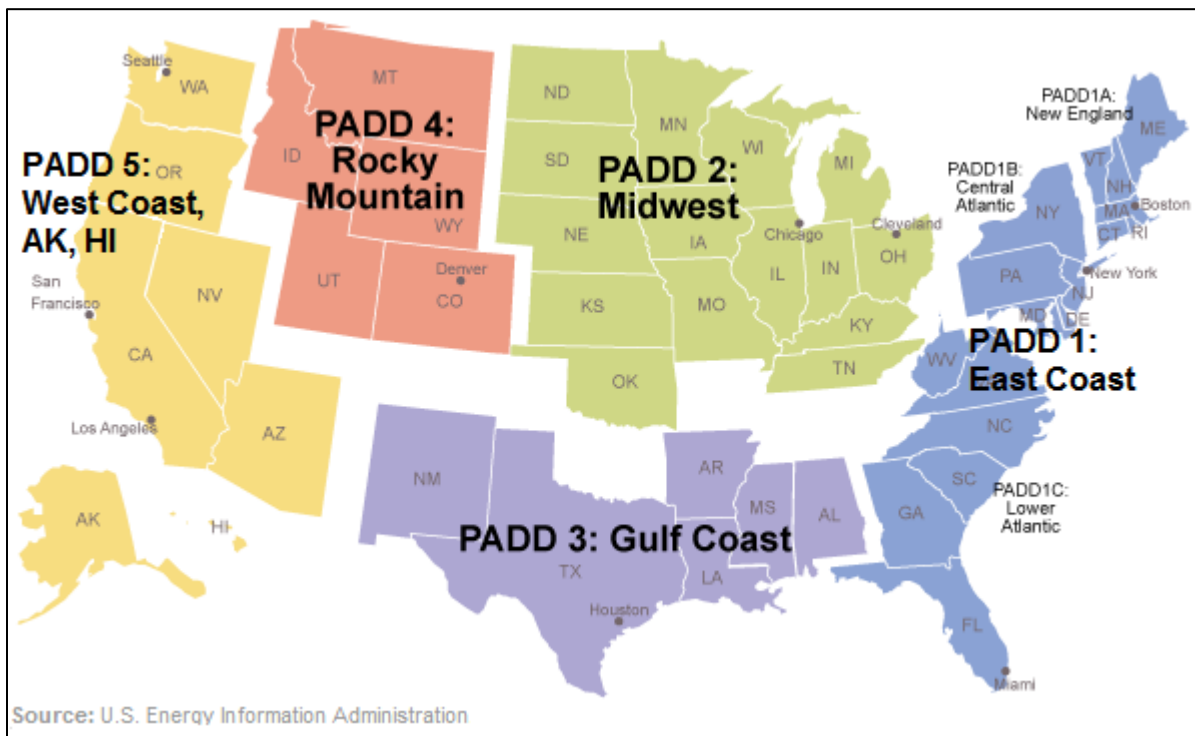 Seattle
WA
OR
PADD 5:
West Coast,
AK, HI
San
Francisco
NV
CA
Los Angeles
AZ
AK
HI
MT
ID
PADD 4:
Rocky
Mountain
WY
UT
Denver
CO
ND
MN
SD
WI
MI
PADD 2:
Midwest
NE
IA
Chicago
Cleveland
IL
IN
OH
KS
MO
KY
OK
TN
PADD1A:
New England
ME
VT
NH
PADD1B:
Central
Atlantic
NY
MA
Boston
CT
RI
PA
New York
NJ
MD
DE
WV
PADD 1:
East Coast
NC
SC
PADD1C:
Lower
Atlantic
GA
FL
Miami
NM
AR
MS
AL
PADD 3: Gulf Coast
TX
LA
Houston
Source: U.S. Energy Information Administration